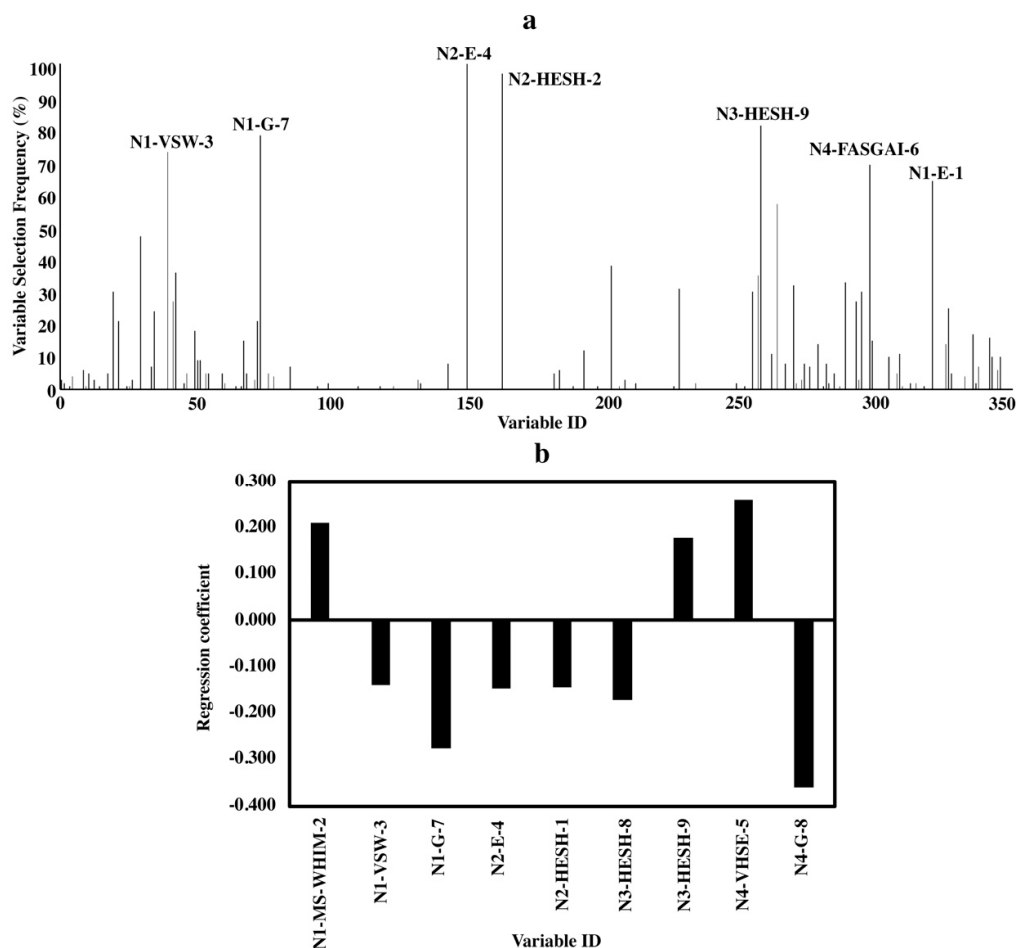 a
N2-E-4
N2-HESH-2
N1-G-7
N1-VSW-3
N3-HESH-9
N4-FASGAI-6
N1-E-1
Variable Selection Frequency (%)
100
90
80
70
60
50
40
30
20
10
0
0 50 100 150 200 250 300 350
Variable ID
b
Regression coefficient
0.300
0.200
0.100
0.000
-0.100
-0.200
-0.300
-0.400
N1-MS-WHIM-2
N1-VSW-3
N1-G-7
N2-E-4
N2-HESH-1
N3-HESH-8
N3-HESH-9
N4-VHSE-5
N4-G-8
Variable ID